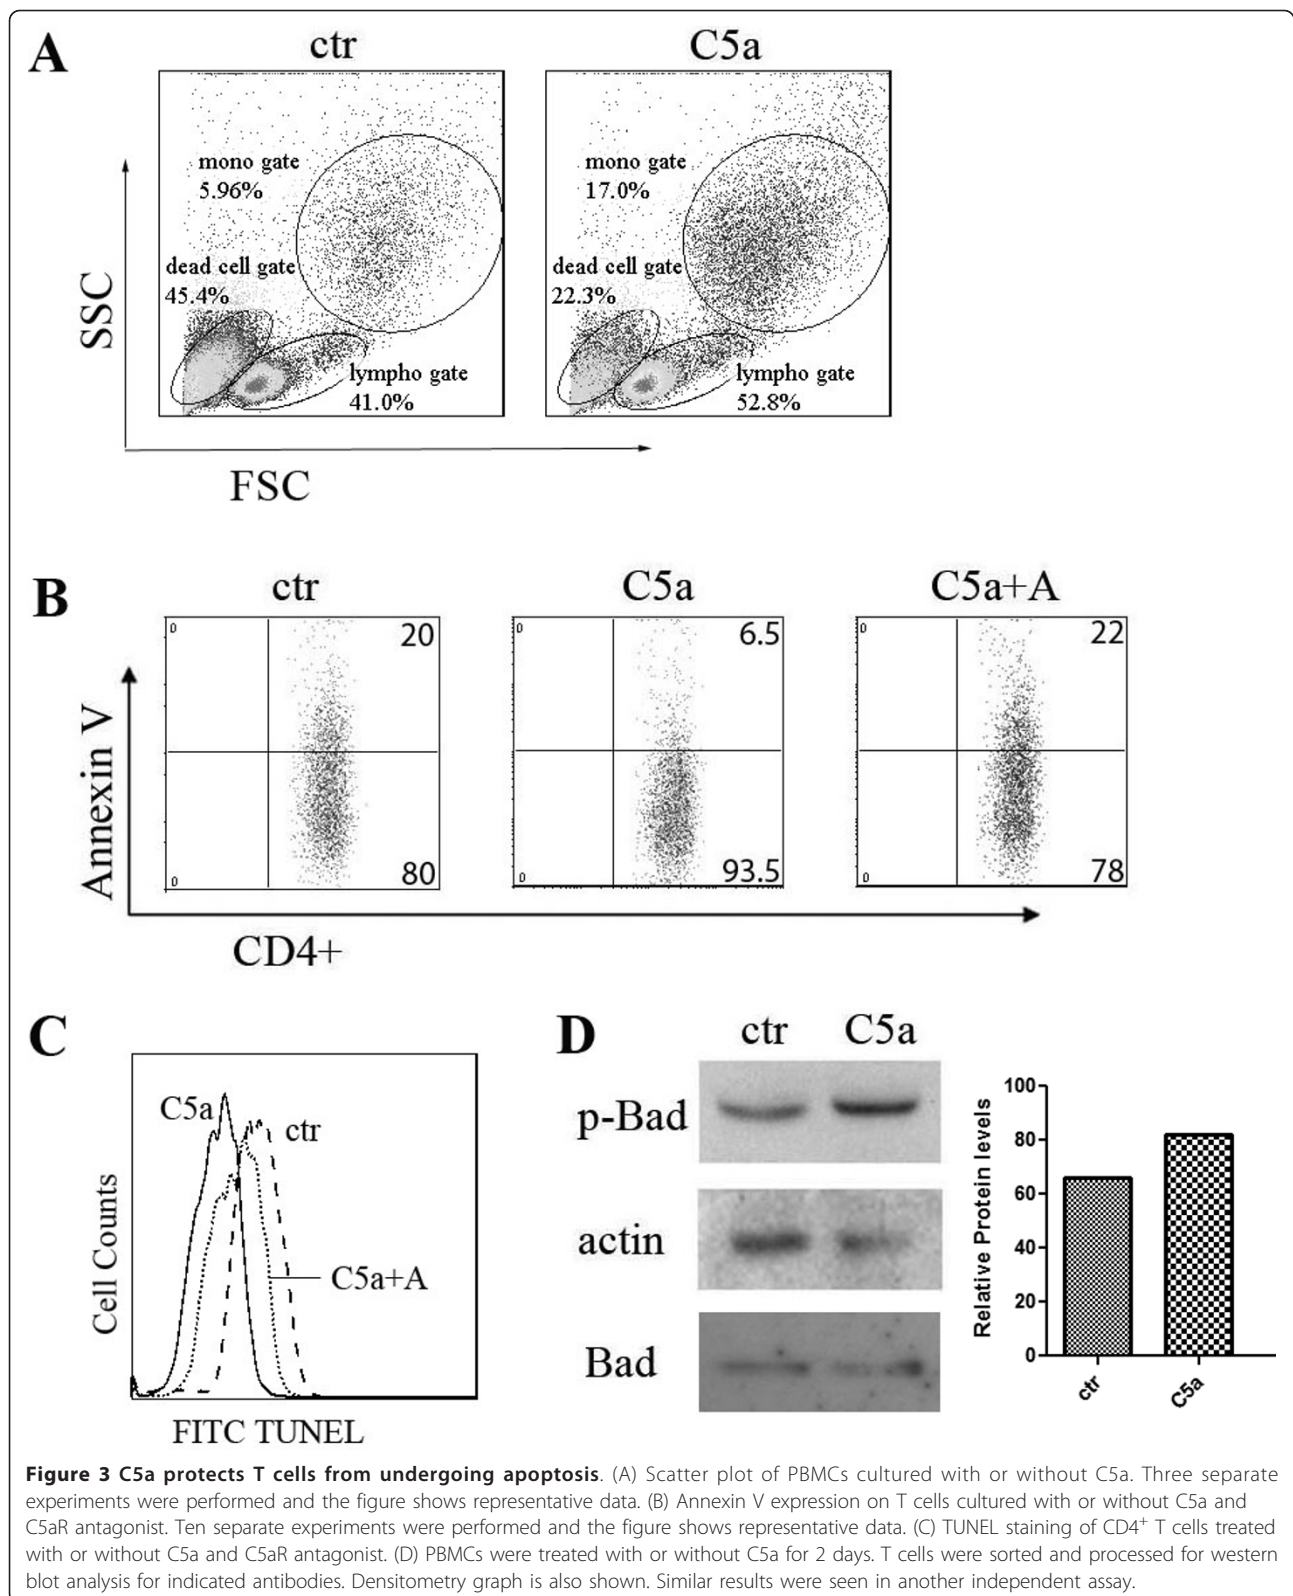 A
ctr
C5a
mono gate
5.96%
dead cell gate
45.4%
lympho gate
41.0%
mono gate
17.0%
dead cell gate
22.3%
lympho gate
52.8%
SSC
FSC
B
ctr
C5a
C5a+A
0
20
0
80
0
6.5
0
93.5
0
22
0
78
Annexin V
CD4+
C
C5a
ctr
C5a+A
Cell Counts
FITC TUNEL
D
ctr
C5a
p-Bad
actin
Bad
Relative Protein levels
100
80
60
40
20
0
ctr
C5a
Figure 3 C5a protects T cells from undergoing apoptosis. (A) Scatter plot of PBMCs cultured with or without C5a. Three separate
experiments were performed and the figure shows representative data. (B) Annexin V expression on T cells cultured with or without C5a and
C5aR antagonist. Ten separate experiments were performed and the figure shows representative data. (C) TUNEL staining of CD4⁺ T cells treated
with or without C5a and C5aR antagonist. (D) PBMCs were treated with or without C5a for 2 days. T cells were sorted and processed for western
blot analysis for indicated antibodies. Densitometry graph is also shown. Similar results were seen in another independent assay.